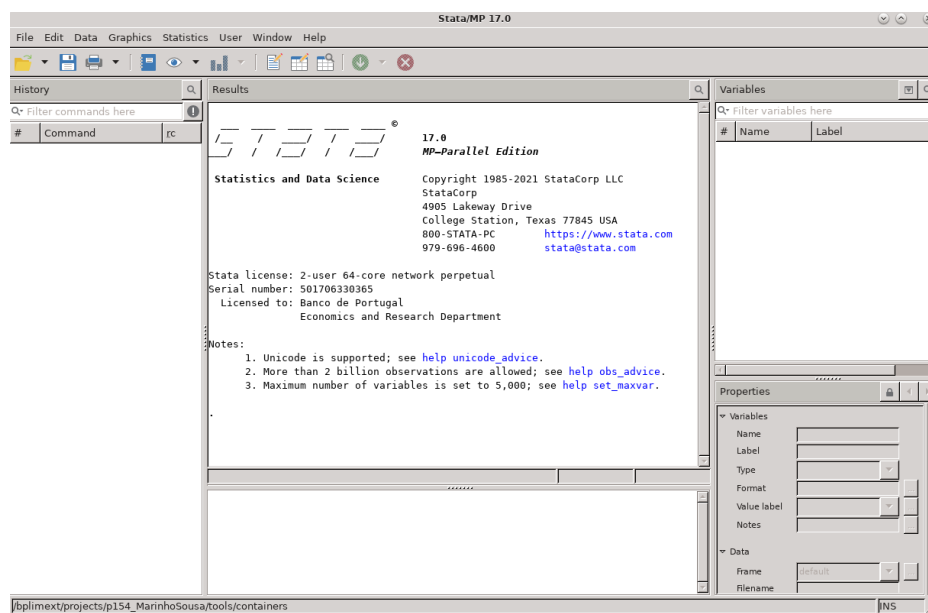 Stata/MP 17.0
File Edit Data Graphics Statistics User Window Help
History
Filter commands here
# Command rc
Results
©
17.0
MP—Parallel Edition
Statistics and Data Science
Copyright 1985-2021 StataCorp LLC
StataCorp
4905 Lakeway Drive
College Station, Texas 77845 USA
800-STATA-PC https://www.stata.com
979-696-4600 stata@stata.com
Stata license: 2-user 64-core network perpetual
Serial number: 501706330365
Licensed to: Banco de Portugal
Economics and Research Department
Notes:
1. Unicode is supported; see help unicode_advice.
2. More than 2 billion observations are allowed; see help obs_advice.
3. Maximum number of variables is set to 5,000; see help set_maxvar.
.
Variables
Filter variables here
# Name Label
Properties
Variables
Name
Label
Type
Format
Value label
Notes
Data
Frame default
Filename
/bplimext/projects/p154_MarinhoSousa/tools/containers
INS